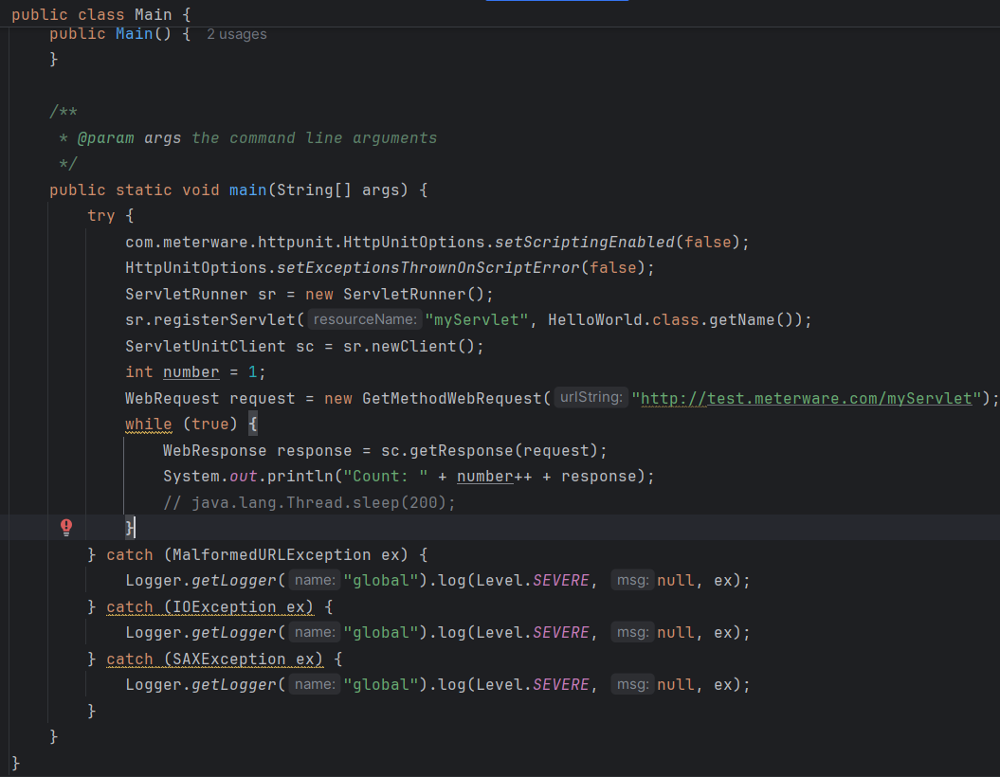 public class Main {
    public Main() {  2 usages
    }

    /**
     * @param args the command line arguments
     */
    public static void main(String[] args) {
        try {
            com.meterware.httpunit.HttpUnitOptions.setScriptingEnabled(false);
            HttpUnitOptions.setExceptionsThrownOnScriptError(false);
            ServletRunner sr = new ServletRunner();
            sr.registerServlet( resourceName: "myServlet", HelloWorld.class.getName());
            ServletUnitClient sc = sr.newClient();
            int number = 1;
            WebRequest request = new GetMethodWebRequest( urlString: "http://test.meterware.com/myServlet");
            while (true) {
                WebResponse response = sc.getResponse(request);
                System.out.println("Count: " + number++ + response);
                // java.lang.Thread.sleep(200);
            }
        } catch (MalformedURLException ex) {
            Logger.getLogger( name: "global").log(Level.SEVERE, msg: null, ex);
        } catch (IOException ex) {
            Logger.getLogger( name: "global").log(Level.SEVERE, msg: null, ex);
        } catch (SAXException ex) {
            Logger.getLogger( name: "global").log(Level.SEVERE, msg: null, ex);
        }
    }
}